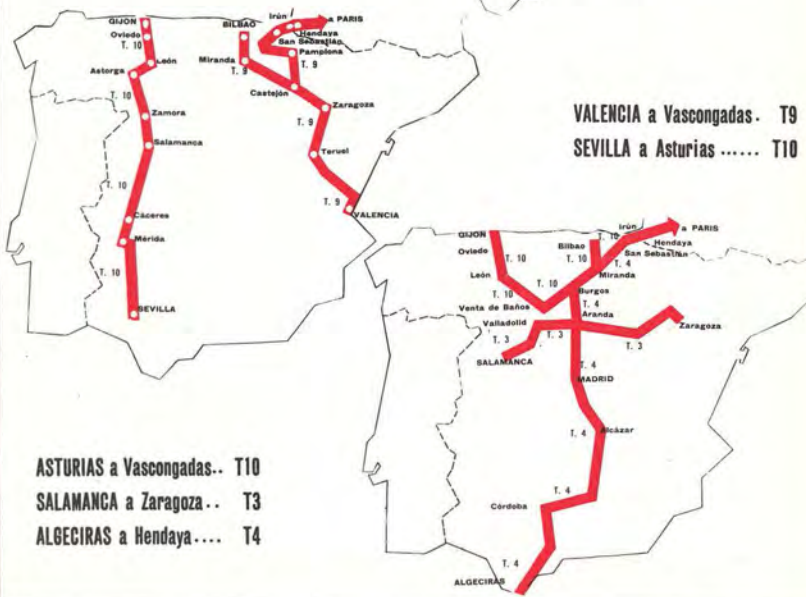 GIJON
Oviedo
T. 10
León
Astorga
T. 10
Zamora
Salamanca
T. 10
Cáceres
Mérida
T. 10
SEVILLA
BILBAO
Irún
a PARIS
Hendaya
San Sebastián
Pamplona
Miranda
T. 9
T. 9
Castejón
Zaragoza
T. 9
Teruel
T. 9
VALENCIA
VALENCIA a Vascongadas. T9
SEVILLA a Asturias ...... T10
GIJON
Oviedo
T. 10
León
T. 10
T. 10
Venta de Baños
Bilbao
T. 10
T. 10
Irún
a PARIS
Hendaya
San Sebastián
T. 4
Miranda
Burgos
T. 4
Aranda
Valladolid
T. 3
T. 3
T. 3
Zaragoza
SALAMANCA
T. 4
MADRID
Alcázar
T. 4
T. 4
Córdoba
T. 4
ALGECIRAS
ASTURIAS a Vascongadas.. T10
SALAMANCA a Zaragoza.. T3
ALGECIRAS a Hendaya.... T4